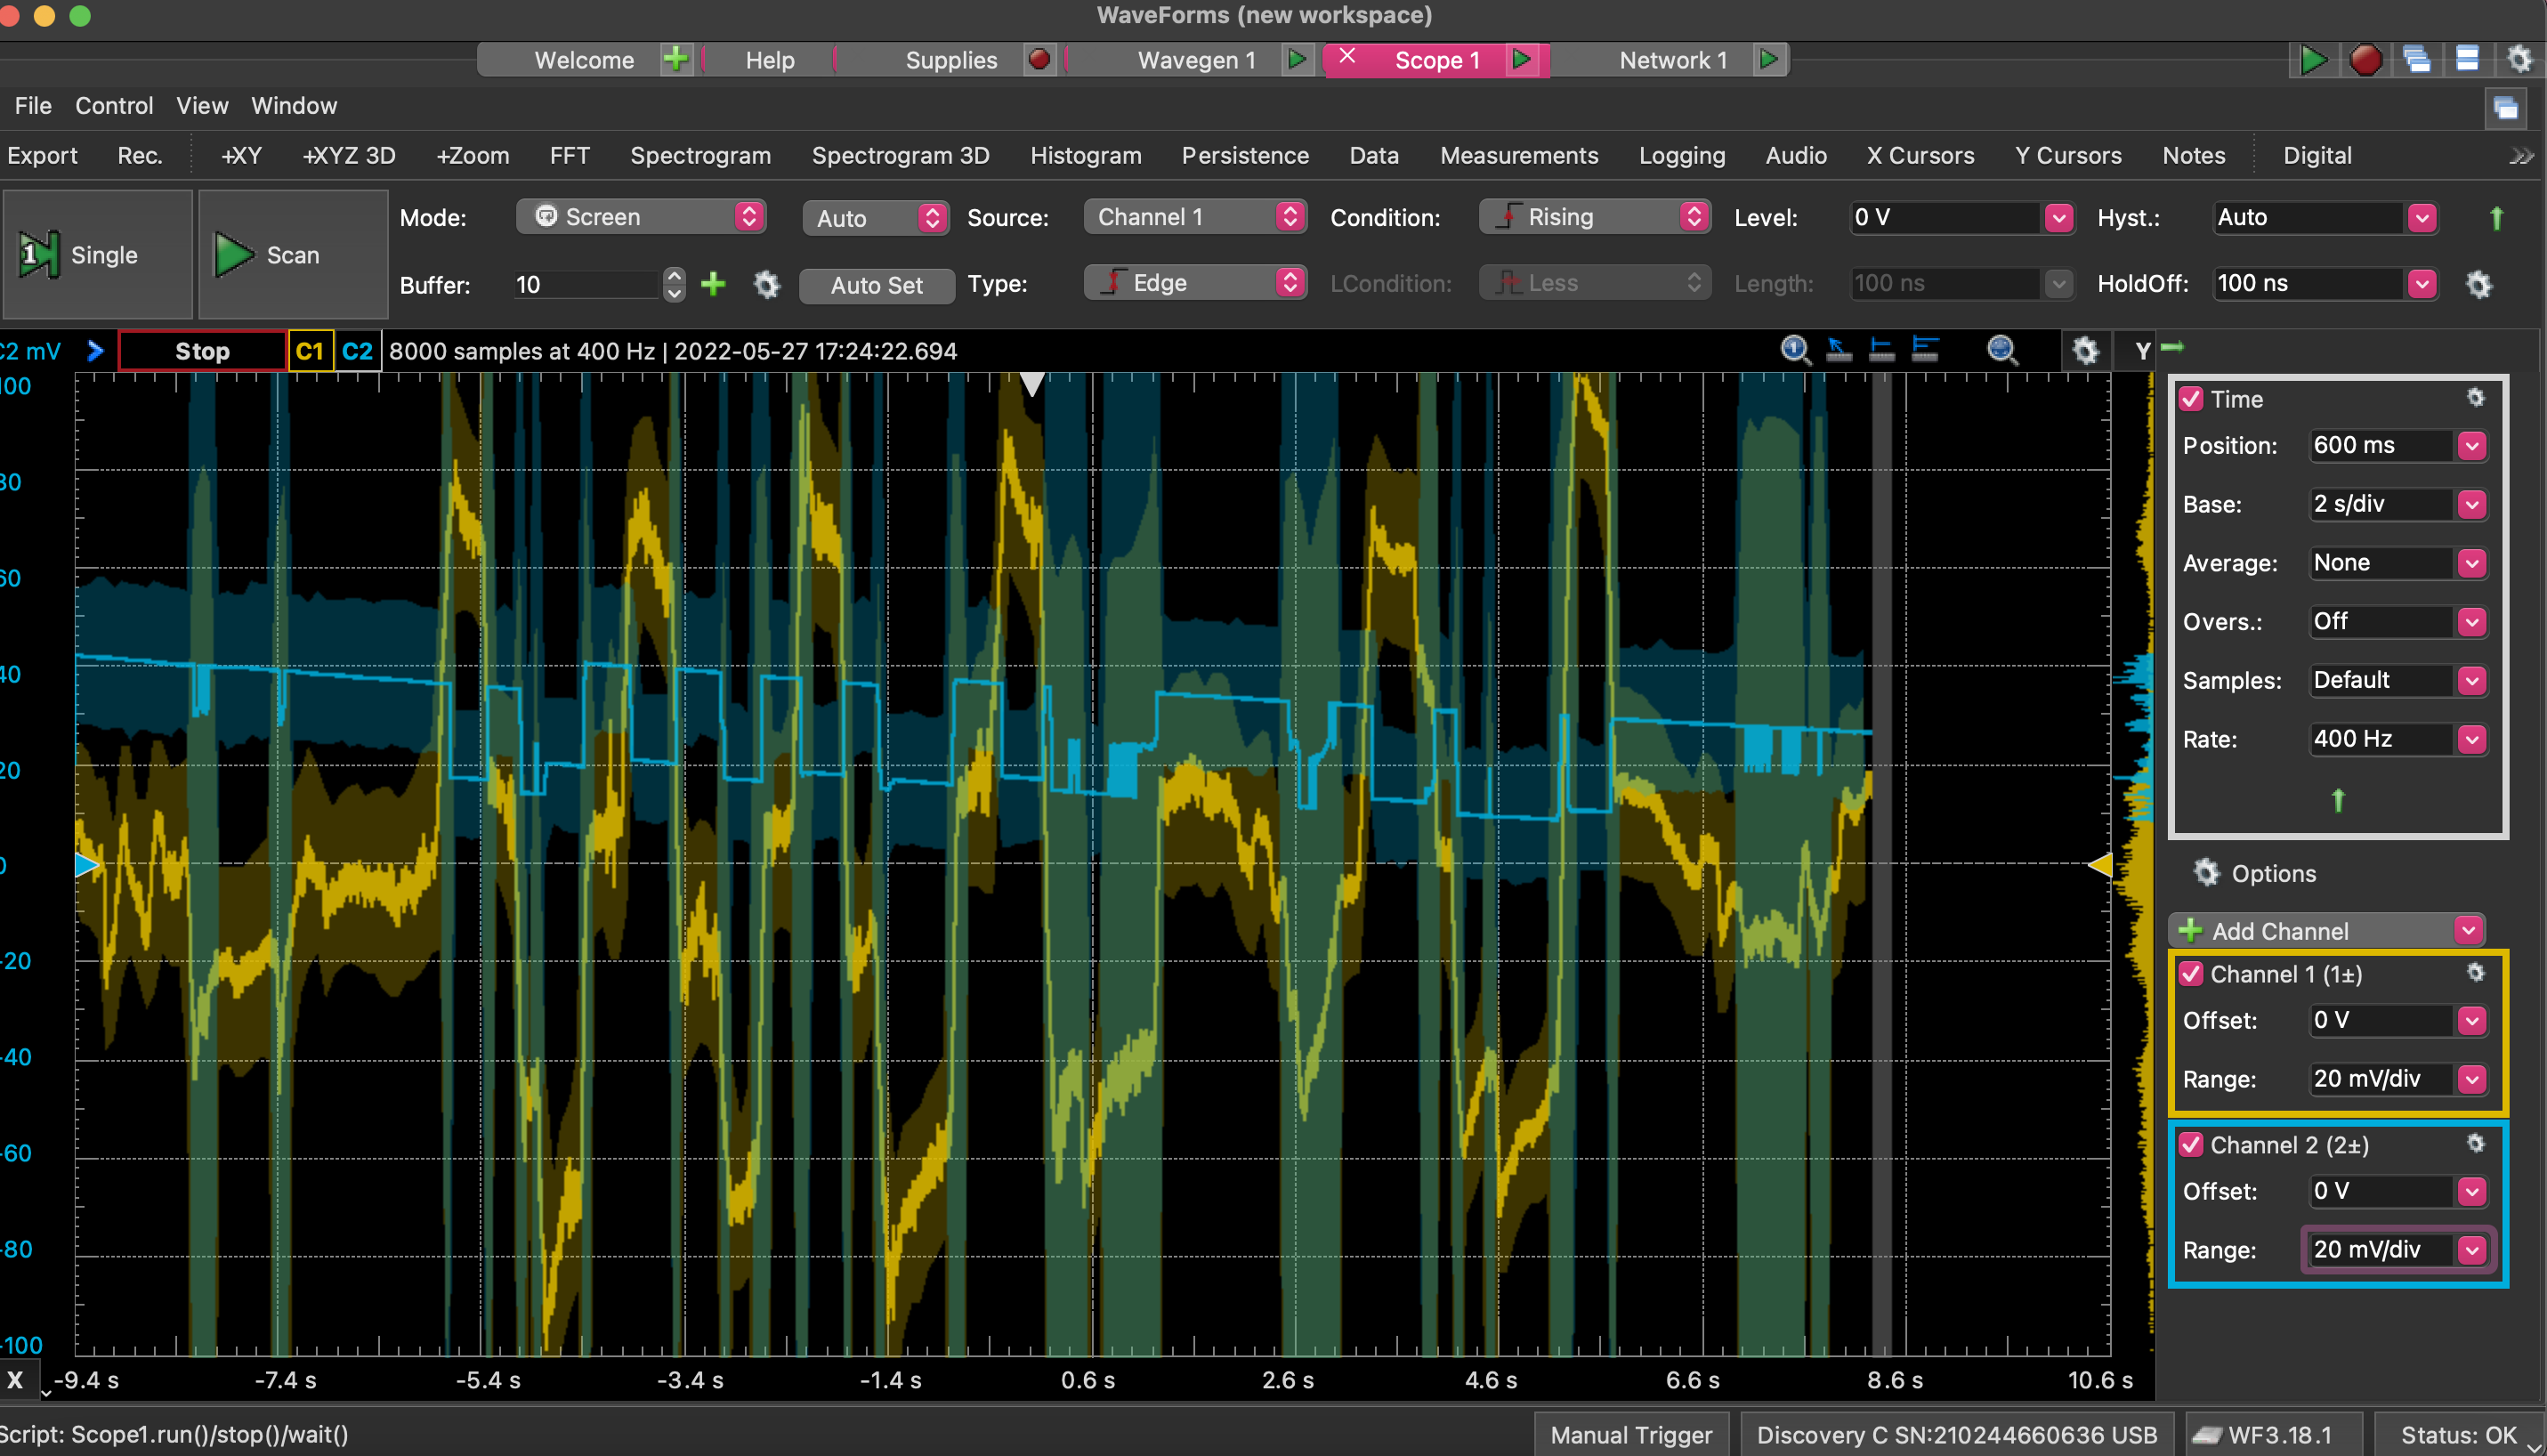 WaveForms (new workspace)
Welcome Help Supplies Wavegen 1 Scope 1 Network 1
File Control View Window
Export Rec. +XY +XYZ 3D +Zoom FFT Spectrogram Spectrogram 3D Histogram Persistence Data Measurements Logging Audio X Cursors Y Cursors Notes Digital
Single Scan Mode: Screen Auto Source: Channel 1 Condition: Rising Level: 0 V Hyst.: Auto
Buffer: 10 Auto Set Type: Edge LCondition: Less Length: 100 ns HoldOff: 100 ns
C2 mV Stop C1 C2 8000 samples at 400 Hz | 2022-05-27 17:24:22.694 Y
100
80
60
40
20
0
-20
-40
-60
-80
-100
X -9.4 s -7.4 s -5.4 s -3.4 s -1.4 s 0.6 s 2.6 s 4.6 s 6.6 s 8.6 s 10.6 s
Time
Position: 600 ms
Base: 2 s/div
Average: None
Overs.: Off
Samples: Default
Rate: 400 Hz
Options
Add Channel
Channel 1 (1±)
Offset: 0 V
Range: 20 mV/div
Channel 2 (2±)
Offset: 0 V
Range: 20 mV/div
Script: Scope1.run()/stop()/wait() Manual Trigger Discovery C SN:210244660636 USB WF3.18.1 Status: OK